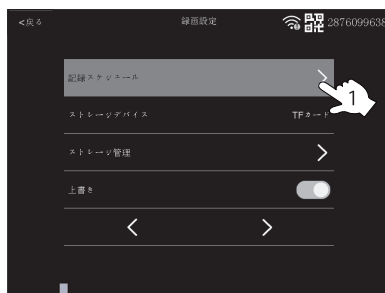 <戻る 録画設定 2876099638
記録スケジュール
1
ストレージデバイス TFカード
ストレージ管理
上書き